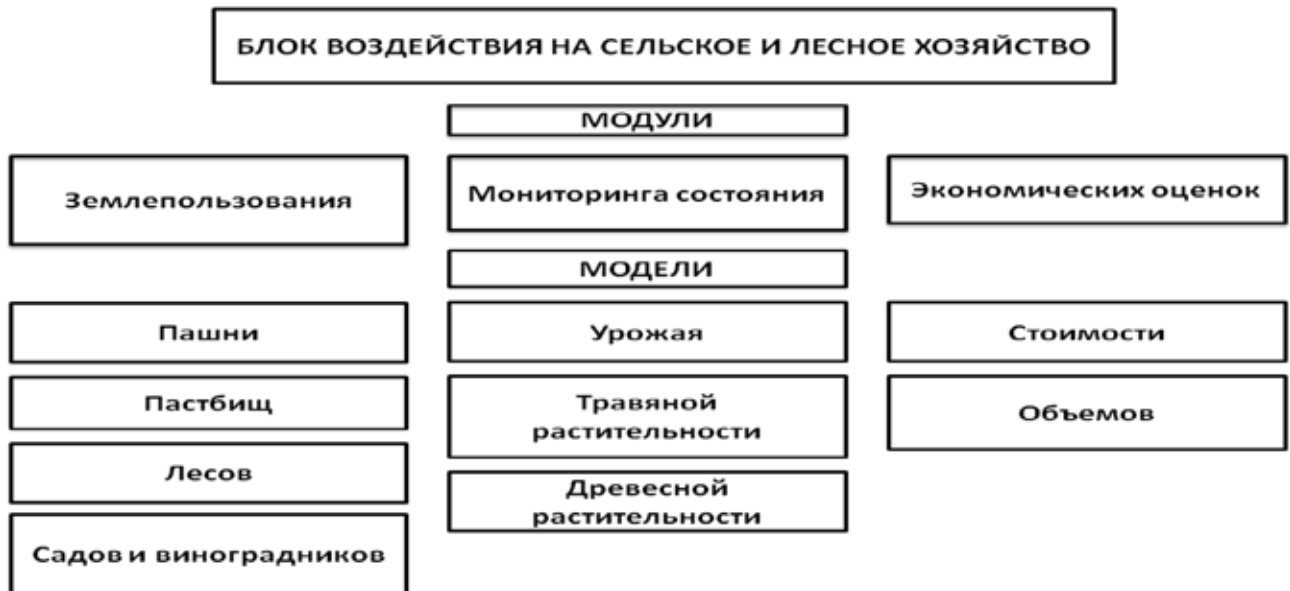 БЛОК ВОЗДЕЙСТВИЯ НА СЕЛЬСКОЕ И ЛЕСНОЕ ХОЗЯЙСТВО
МОДУЛИ
Землепользования
Мониторинга состояния
Экономических оценок
МОДЕЛИ
Пашни
Урожая
Стоимости
Пастбищ
Травяной
растительности
Объемов
Лесов
Древесной
растительности
Садов и виноградников